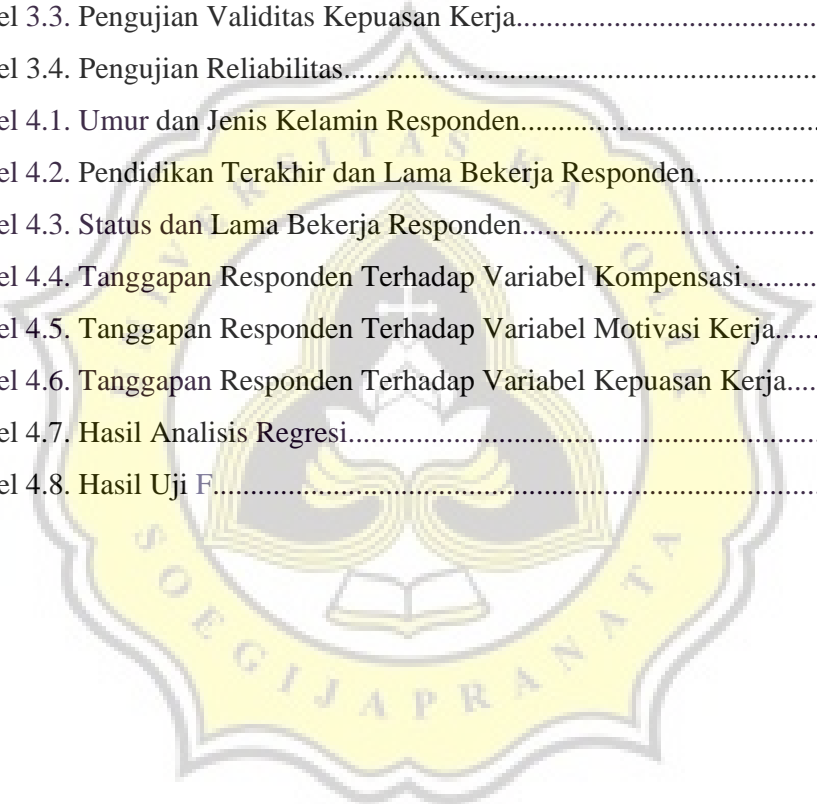 el 3.3. Pengujian Validitas Kepuasan Kerja................................................
el 3.4. Pengujian Reliabilitas.....................................................................
el 4.1. Umur dan Jenis Kelamin Responden................................................
el 4.2. Pendidikan Terakhir dan Lama Bekerja Responden..................
el 4.3. Status dan Lama Bekerja Responden................................................
el 4.4. Tanggapan Responden Terhadap Variabel Kompensasi...........
el 4.5. Tanggapan Responden Terhadap Variabel Motivasi Kerja......
el 4.6. Tanggapan Responden Terhadap Variabel Kepuasan Kerja....
el 4.7. Hasil Analisis Regresi.....................................................................
el 4.8. Hasil Uji F.......................................................................................
UNIVERSITAS KATOLIK
SOEGIJAPRANATA